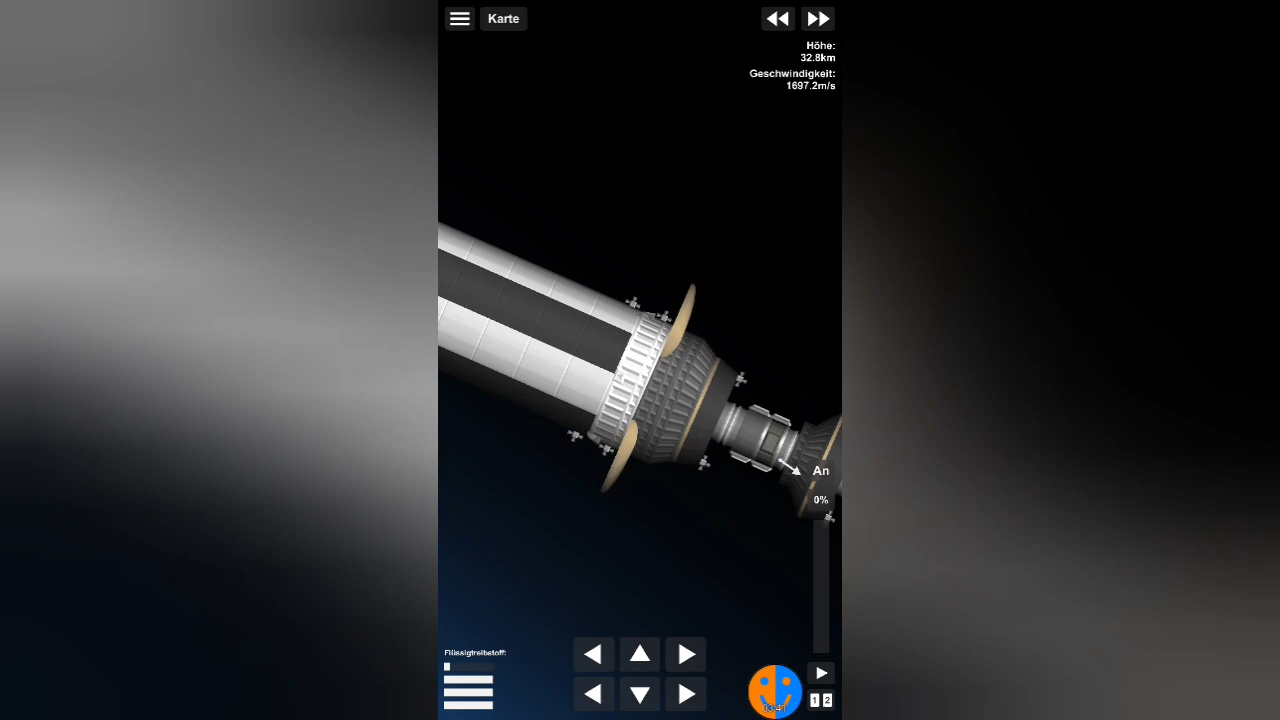 Karte
Höhe:
32.8km
Geschwindigkeit:
1697.2m/s
An
0%
Flüssigtreibstoff:
1 2